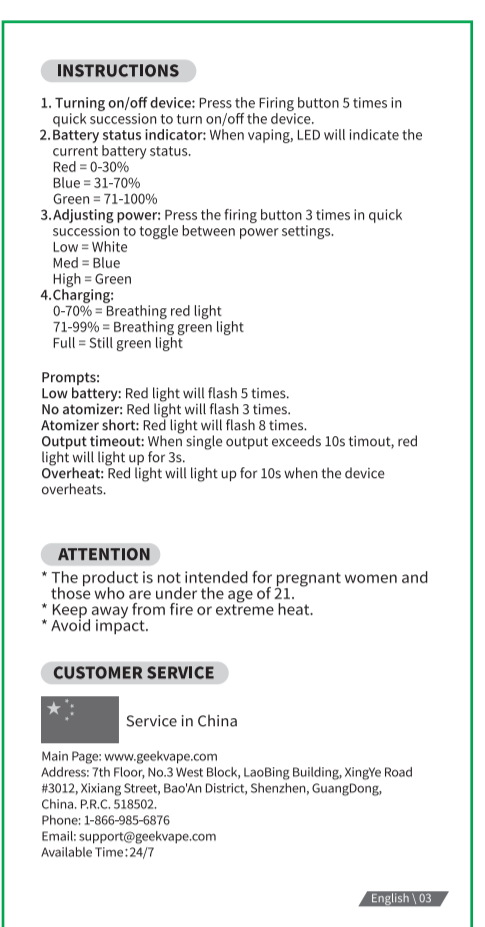 INSTRUCTIONS
1. Turning on/off device: Press the Firing button 5 times in
quick succession to turn on/off the device.
2.Battery status indicator: When vaping, LED will indicate the
current battery status.
Red = 0-30%
Blue = 31-70%
Green = 71-100%
3.Adjusting power: Press the firing button 3 times in quick
succession to toggle between power settings.
Low = White
Med = Blue
High = Green
4.Charging:
0-70% = Breathing red light
71-99% = Breathing green light
Full = Still green light
Prompts:
Low battery: Red light will flash 5 times.
No atomizer: Red light will flash 3 times.
Atomizer short: Red light will flash 8 times.
Output timeout: When single output exceeds 10s timout, red
light will light up for 3s.
Overheat: Red light will light up for 10s when the device
overheats.
ATTENTION
* The product is not intended for pregnant women and
those who are under the age of 21.
* Keep away from fire or extreme heat.
* Avoid impact.
CUSTOMER SERVICE
Service in China
Main Page: www.geekvape.com
Address: 7th Floor, No.3 West Block, LaoBing Building, XingYe Road
#3012, Xixiang Street, Bao'An District, Shenzhen, GuangDong,
China. P.R.C. 518502.
Phone: 1-866-985-6876
Email: support@geekvape.com
Available Time:24/7
English \ 03